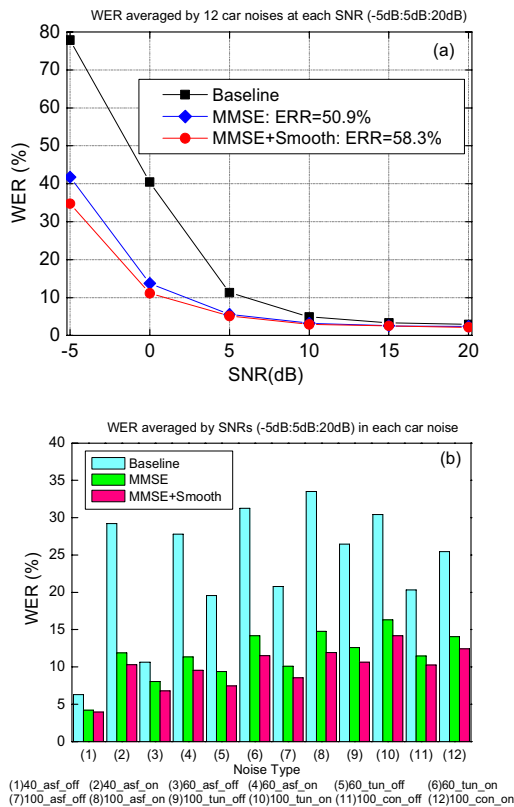 WER averaged by 12 car noises at each SNR (-5dB:5dB:20dB)
80
70
60
50
40
30
20
10
0
WER (%)
(a)
Baseline
MMSE: ERR=50.9%
MMSE+Smooth: ERR=58.3%
-5 0 5 10 15 20
SNR(dB)
WER averaged by SNRs (-5dB:5dB:20dB) in each car noise
40
35
30
25
20
15
10
5
0
WER (%)
(b)
Baseline
MMSE
MMSE+Smooth
(1) (2) (3) (4) (5) (6) (7) (8) (9) (10) (11) (12)
Noise Type
(1)40_asf_off (2)40_asf_on (3)60_asf_off (4)60_asf_on (5)60_tun_off (6)60_tun_on
(7)100_asf_off (8)100_asf_on (9)100_tun_off (10)100_tun_on (11)100_con_off (12)100_con_on